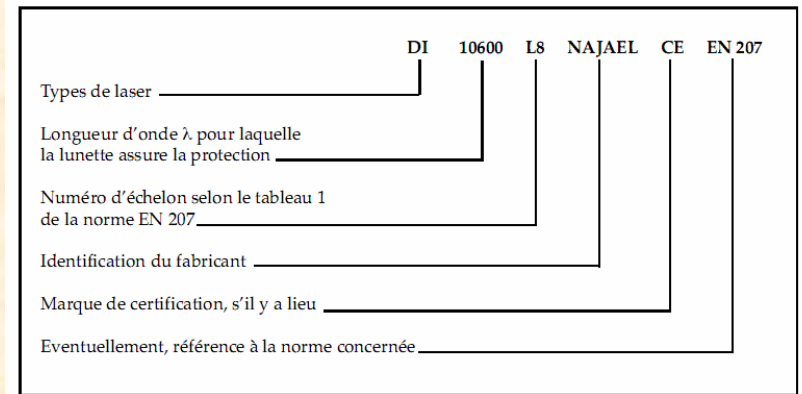 DI 10600 L8 NAJAEL CE EN 207
Types de laser
Longueur d'onde λ pour laquelle
la lunette assure la protection
Numéro d'échelon selon le tableau 1
de la norme EN 207
Identification du fabricant
Marque de certification, s'il y a lieu
Eventuellement, référence à la norme concernée